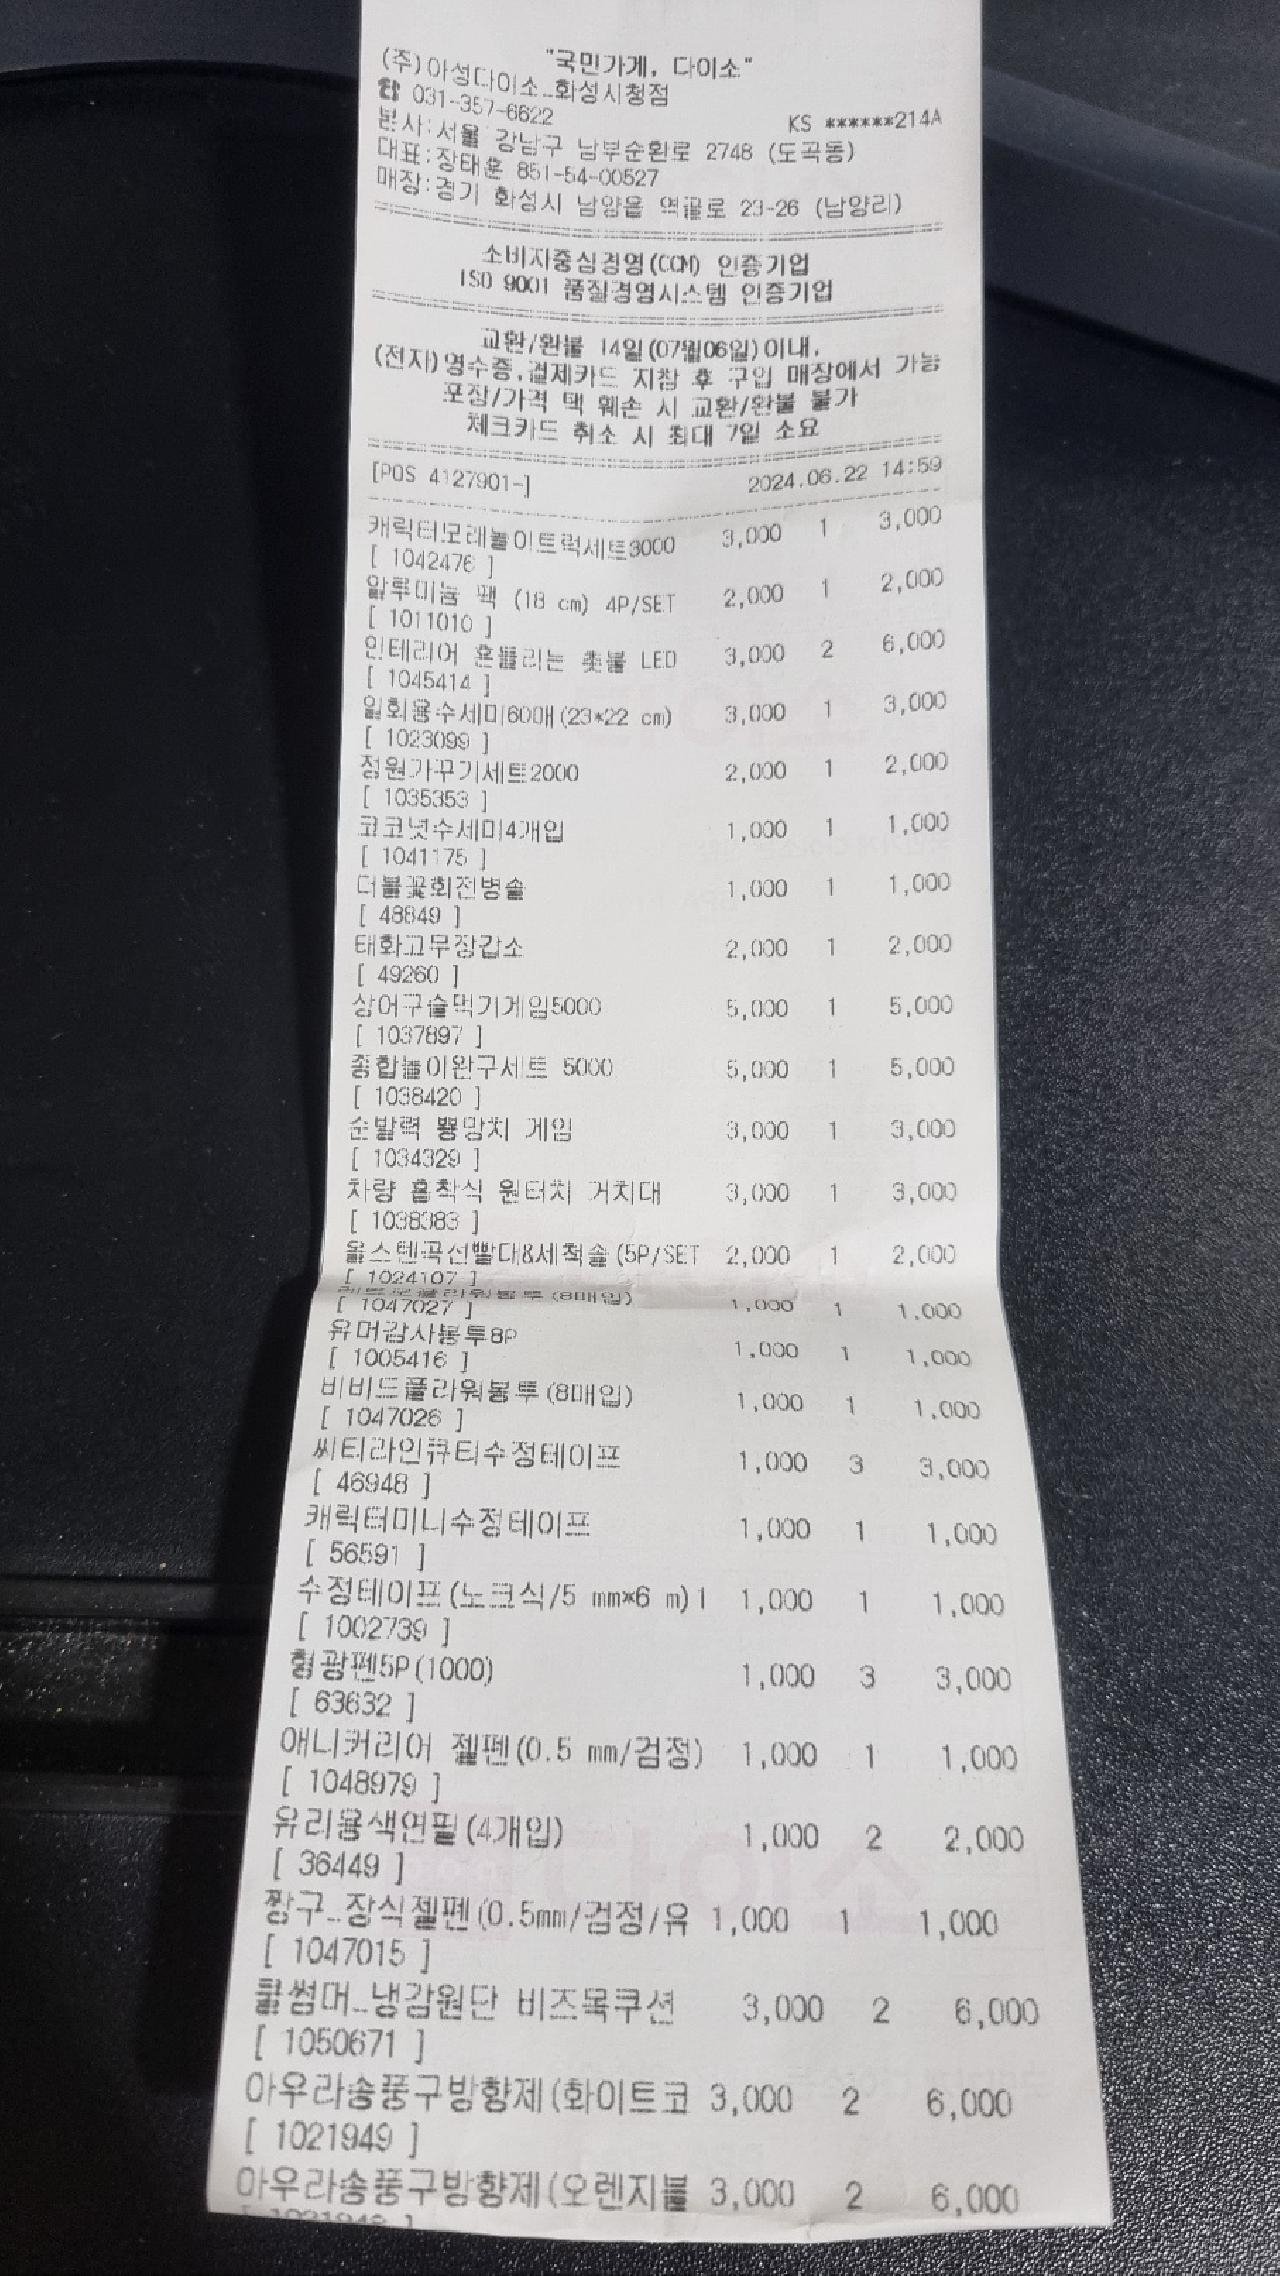 "국민가게, 다이소"
(주)아성다이소_화성시청점
☎ 031-357-6622 KS ******214A
본사:서울 강남구 남부순환로 2748 (도곡동)
대표:장태훈 851-54-00527
매장:경기 화성시 남양읍 역골로 23-26 (남양리)
소비자중심경영(CCM) 인증기업
ISO 9001 품질경영시스템 인증기업
교환/환불 14일(07월06일)이내,
(전자)영수증,결제카드 지참 후 구입 매장에서 가능
포장/가격 택 훼손 시 교환/환불 불가
체크카드 취소 시 최대 7일 소요
[POS 4127901-] 2024.06.22 14:59
캐릭터모래놀이트럭세트3000 3,000 1 3,000
[ 1042476 ]
알루미늄 팩 (18 cm) 4P/SET 2,000 1 2,000
[ 1011010 ]
인테리어 흔들리는 촛불 LED 3,000 2 6,000
[ 1045414 ]
일회용수세미60매(23*22 cm) 3,000 1 3,000
[ 1023099 ]
정원가꾸기세트2000 2,000 1 2,000
[ 1035353 ]
코코넛수세미4개입 1,000 1 1,000
[ 1041175 ]
더블꽃회전병솔 1,000 1 1,000
[ 48849 ]
태화고무장갑소 2,000 1 2,000
[ 49260 ]
상어구슬먹기게임5000 5,000 1 5,000
[ 1037897 ]
종합놀이완구세트 5000 5,000 1 5,000
[ 1038420 ]
순발력 뿅망치 게임 3,000 1 3,000
[ 1034329 ]
차량 흡착식 원터치 거치대 3,000 1 3,000
[ 1038383 ]
올스텐곡선빨대&세척솔(5P/SET 2,000 1 2,000
[ 1024107 ]
(8매입) 1,000 1 1,000
[ 1047027 ]
유머감사봉투8P 1,000 1 1,000
[ 1005416 ]
비비드플라워봉투(8매입) 1,000 1 1,000
[ 1047026 ]
씨티라인큐티수정테이프 1,000 3 3,000
[ 46948 ]
캐릭터미니수정테이프 1,000 1 1,000
[ 56591 ]
수정테이프(노크식/5 mm*6 m)I 1,000 1 1,000
[ 1002739 ]
형광펜5P(1000) 1,000 3 3,000
[ 63632 ]
애니커리어 젤펜(0.5 mm/검정) 1,000 1 1,000
[ 1048979 ]
유리용색연필(4개입) 1,000 2 2,000
[ 36449 ]
짱구_장식젤펜(0.5mm/검정/유 1,000 1 1,000
[ 1047015 ]
쿨썸머_냉감원단 비즈목쿠션 3,000 2 6,000
[ 1050671 ]
아우라송풍구방향제(화이트코 3,000 2 6,000
[ 1021949 ]
아우라송풍구방향제(오렌지블 3,000 2 6,000